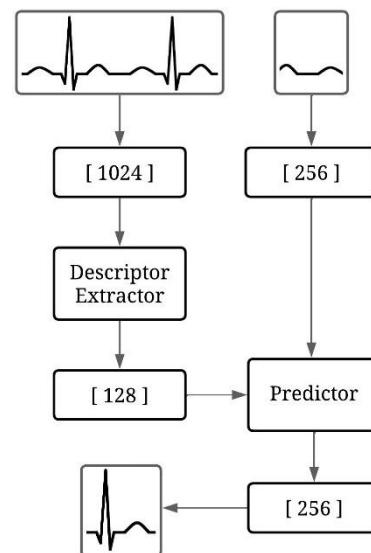 [ 1024 ]
[ 256 ]
Descriptor
Extractor
[ 128 ]
Predictor
[ 256 ]